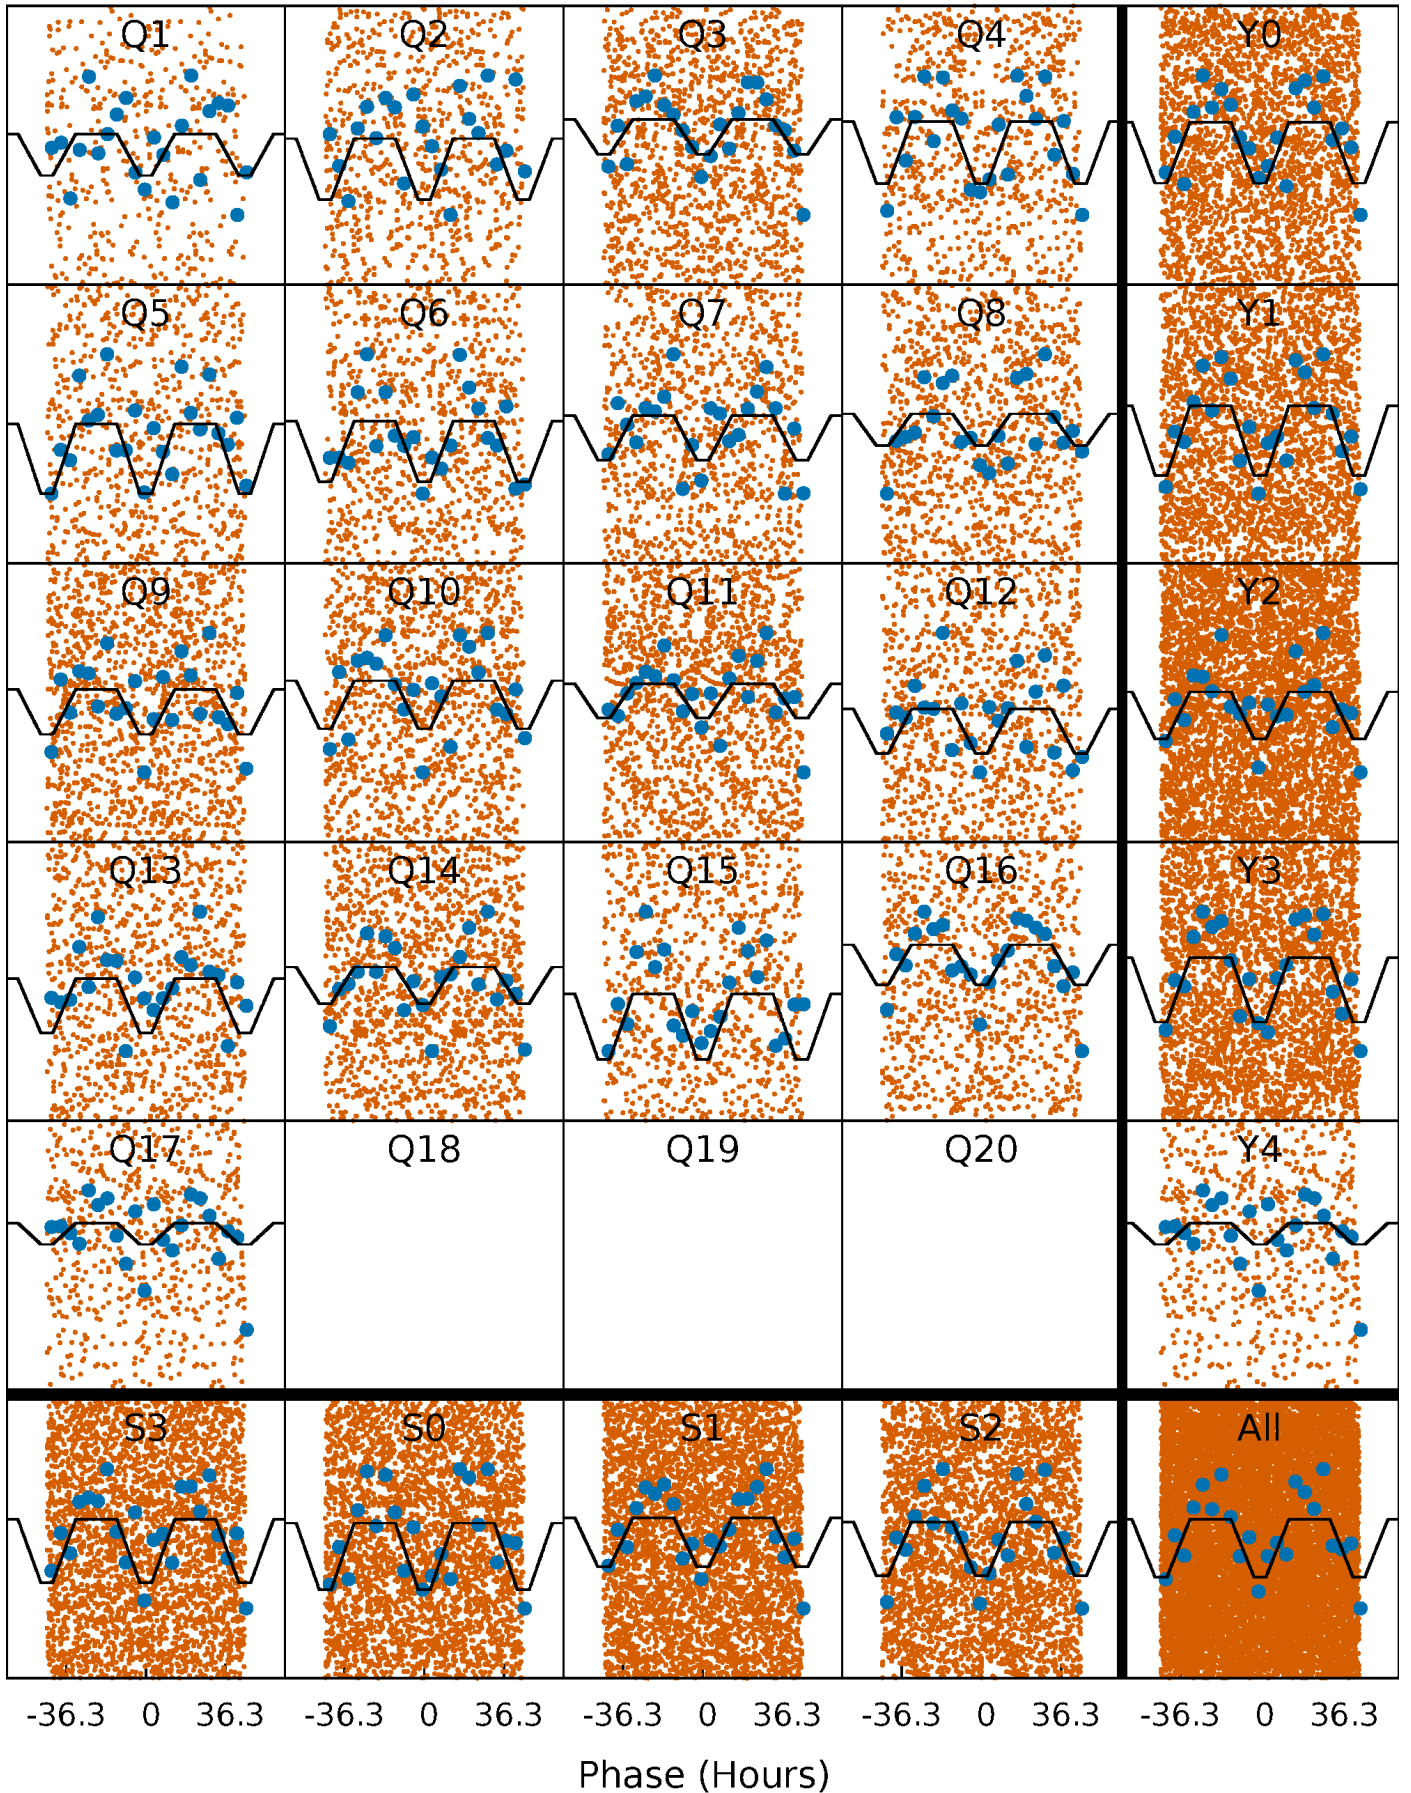 Q1 Q2 Q3 Q4 Y0
Q5 Q6 Q7 Q8 Y1
Q9 Q10 Q11 Q12 Y2
Q13 Q14 Q15 Q16 Y3
Q17 Q18 Q19 Q20 Y4
S3 S0 S1 S2 All
-36.3 0 36.3 -36.3 0 36.3 -36.3 0 36.3 -36.3 0 36.3 -36.3 0 36.3
Phase (Hours)